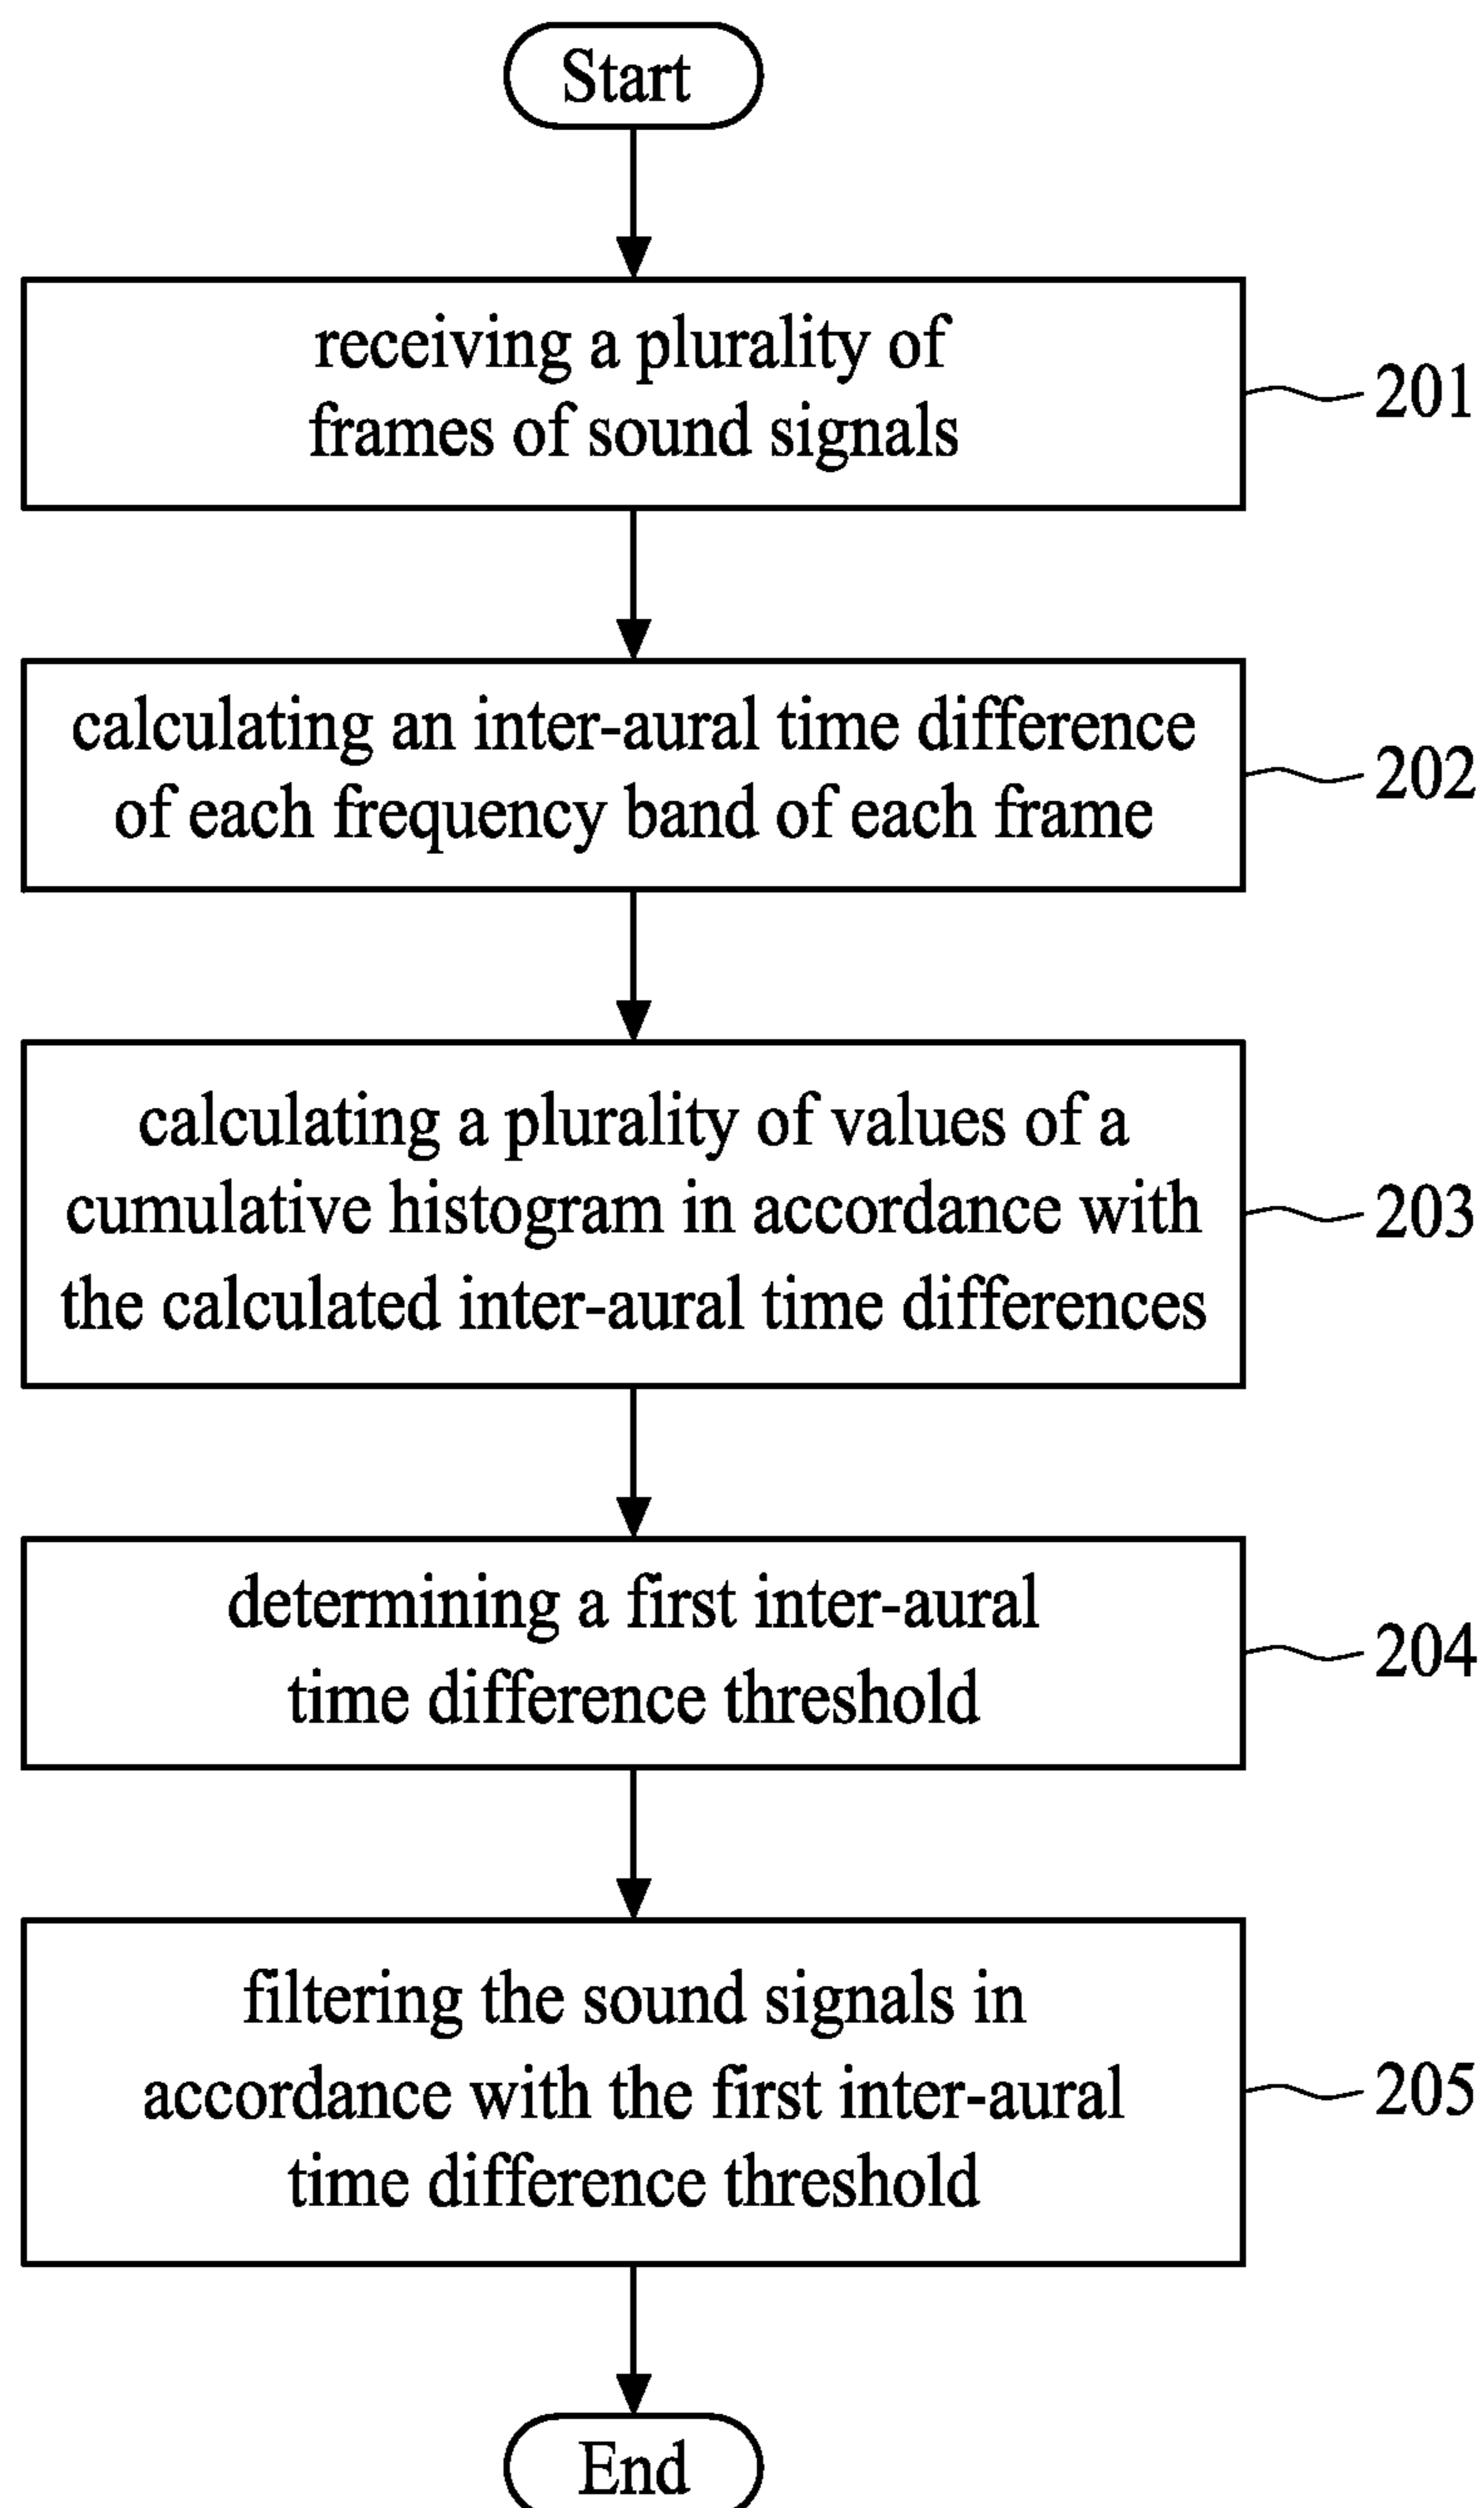 Start
receiving a plurality of
frames of sound signals
201
calculating an inter-aural time difference
of each frequency band of each frame
202
calculating a plurality of values of a
cumulative histogram in accordance with
the calculated inter-aural time differences
203
determining a first inter-aural
time difference threshold
204
filtering the sound signals in
accordance with the first inter-aural
time difference threshold
205
End